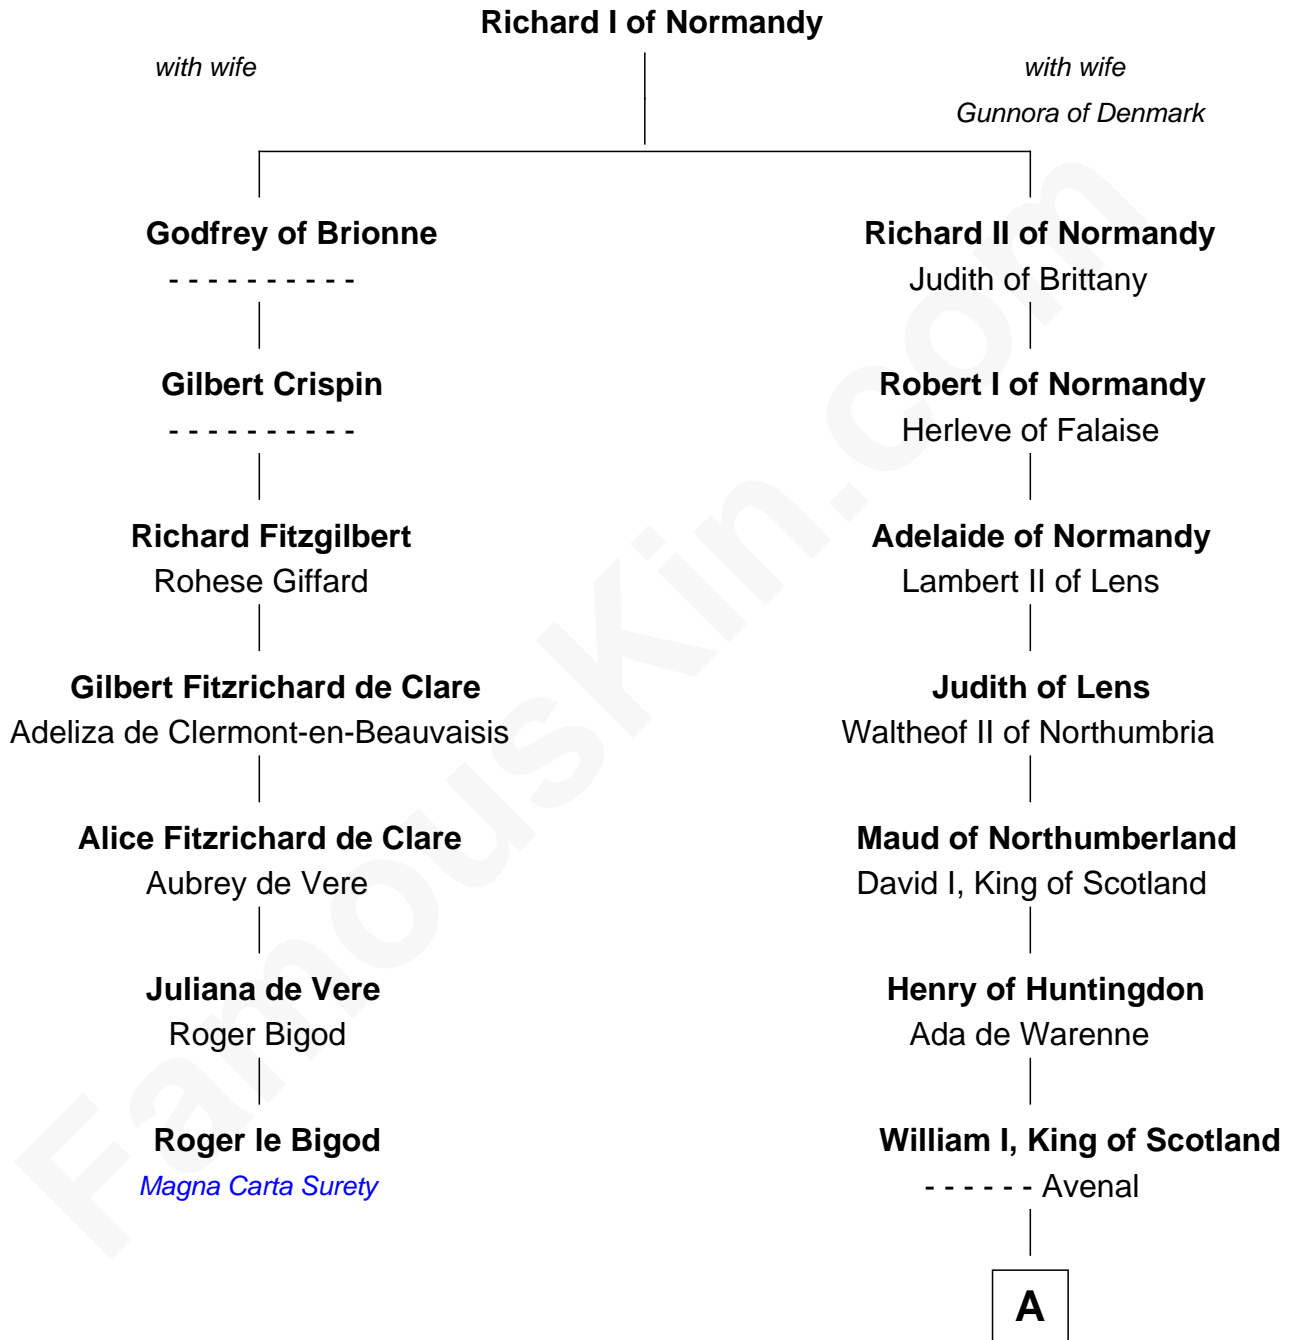 Richard I of Normandy
with wife
with wife
Gunnora of Denmark
Godfrey of Brionne
- - - - - - - - - -
Gilbert Crispin
- - - - - - - - - -
Richard Fitzgilbert
Rohese Giffard
Gilbert Fitzrichard de Clare
Adeliza de Clermont-en-Beauvaisis
Alice Fitzrichard de Clare
Aubrey de Vere
Juliana de Vere
Roger Bigod
Roger le Bigod
Magna Carta Surety
Richard II of Normandy
Judith of Brittany
Robert I of Normandy
Herleve of Falaise
Adelaide of Normandy
Lambert II of Lens
Judith of Lens
Waltheof II of Northumbria
Maud of Northumberland
David I, King of Scotland
Henry of Huntingdon
Ada de Warenne
William I, King of Scotland
- - - - - - Avenal
A
FamousKin.com